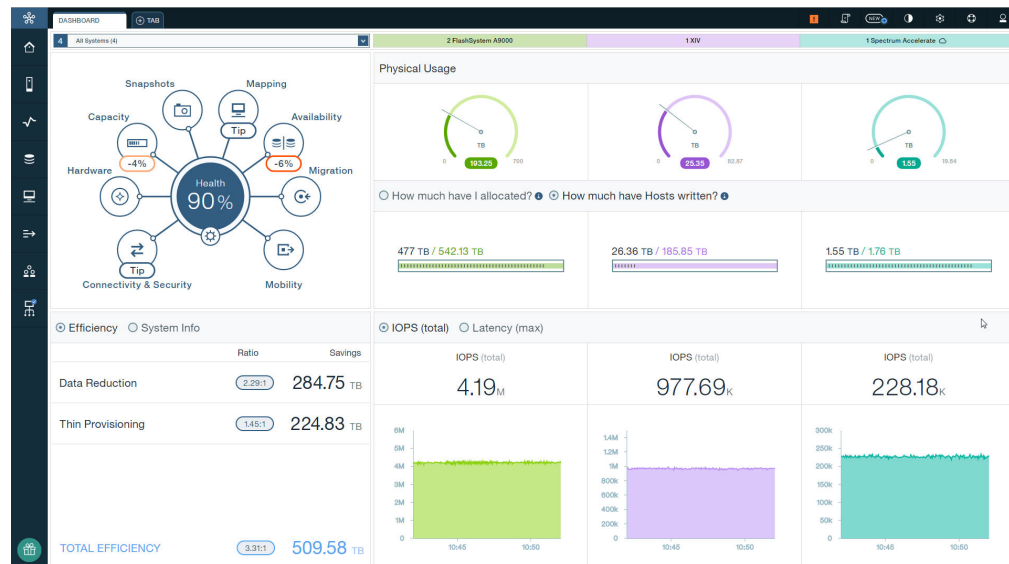 DASHBOARD
TAB
NEW
4 All Systems (4)
2 FlashSystem A9000
1 XIV
1 Spectrum Accelerate
Snapshots
Mapping
Capacity
Availability
Tip
-4%
-6%
Hardware
Migration
Health
90%
Tip
Connectivity & Security
Mobility
Physical Usage
TB
0
193.25
TB
0
25.35
TB
0
1.55
How much have I allocated?
How much have Hosts written?
477 TB / 542.13 TB
26.36 TB / 185.85 TB
1.55 TB / 1.76 TB
Efficiency
System Info
Ratio
Savings
Data Reduction
2.29:1
284.75 TB
Thin Provisioning
1.45:1
224.83 TB
TOTAL EFFICIENCY
3.31:1
509.58 TB
IOPS (total)
Latency (max)
IOPS (total)
4.19M
6M
5M
4M
3M
2M
1M
0
10:45
10:50
IOPS (total)
977.69K
1.4M
1.2M
1M
800k
600k
400k
200k
0
10:45
10:50
IOPS (total)
228.18K
300k
250k
200k
150k
100k
50k
0
10:45
10:50